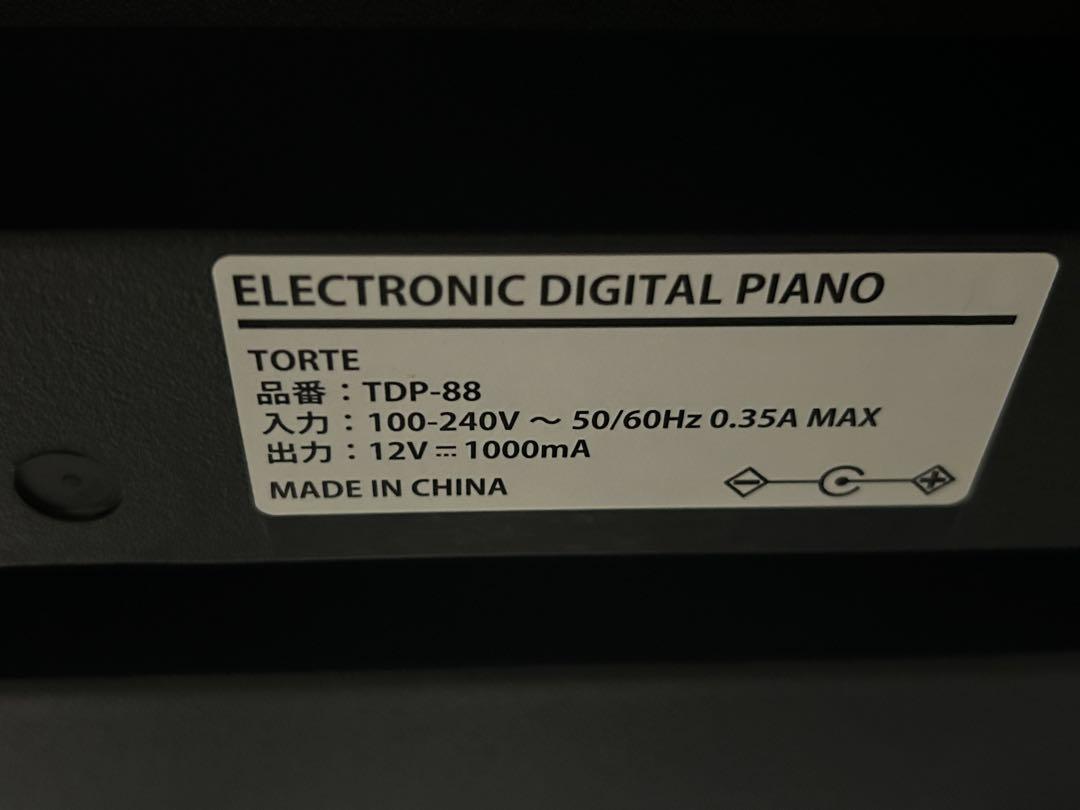 ELECTRONIC DIGITAL PIANO
TORTE
品番：TDP-88
入力：100-240V ～ 50/60Hz 0.35A MAX
出力：12V⎓1000mA
MADE IN CHINA